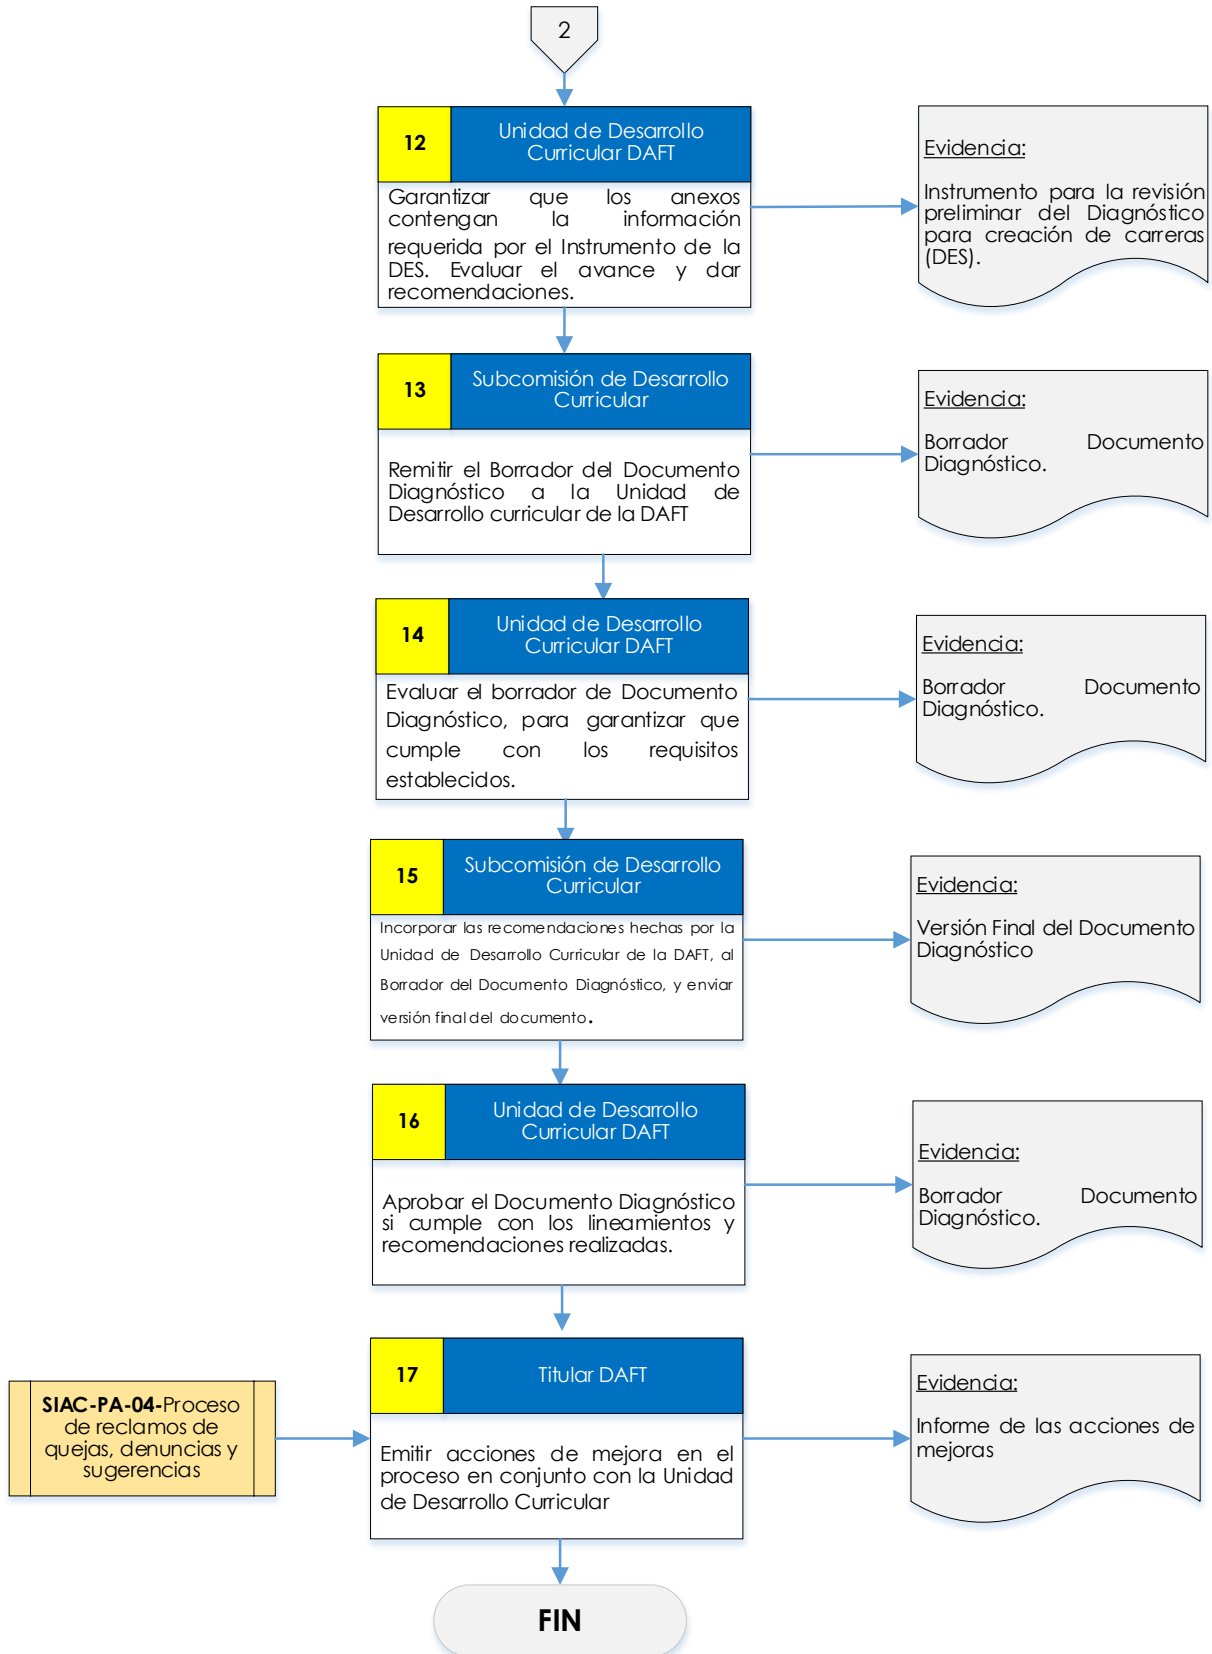 2
12
Unidad de Desarrollo
Curricular DAFT
Garantizar que los anexos
contengan la información
requerida por el Instrumento de la
DES. Evaluar el avance y dar
recomendaciones.
Evidencia:
Instrumento para la revisión
preliminar del Diagnóstico
para creación de carreras
(DES).
13
Subcomisión de Desarrollo
Curricular
Remitir el Borrador del Documento
Diagnóstico a la Unidad de
Desarrollo curricular de la DAFT
Evidencia:
Borrador Documento
Diagnóstico.
14
Unidad de Desarrollo
Curricular DAFT
Evaluar el borrador de Documento
Diagnóstico, para garantizar que
cumple con los requisitos
establecidos.
Evidencia:
Borrador Documento
Diagnóstico.
15
Subcomisión de Desarrollo
Curricular
Incorporar las recomendaciones hechas por la
Unidad de Desarrollo Curricular de la DAFT, al
Borrador del Documento Diagnóstico, y enviar
versión final del documento.
Evidencia:
Versión Final del Documento
Diagnóstico
16
Unidad de Desarrollo
Curricular DAFT
Aprobar el Documento Diagnóstico
si cumple con los lineamientos y
recomendaciones realizadas.
Evidencia:
Borrador Documento
Diagnóstico.
17
Titular DAFT
Emitir acciones de mejora en el
proceso en conjunto con la Unidad
de Desarrollo Curricular
SIAC-PA-04-Proceso
de reclamos de
quejas, denuncias y
sugerencias
Evidencia:
Informe de las acciones de
mejoras
FIN